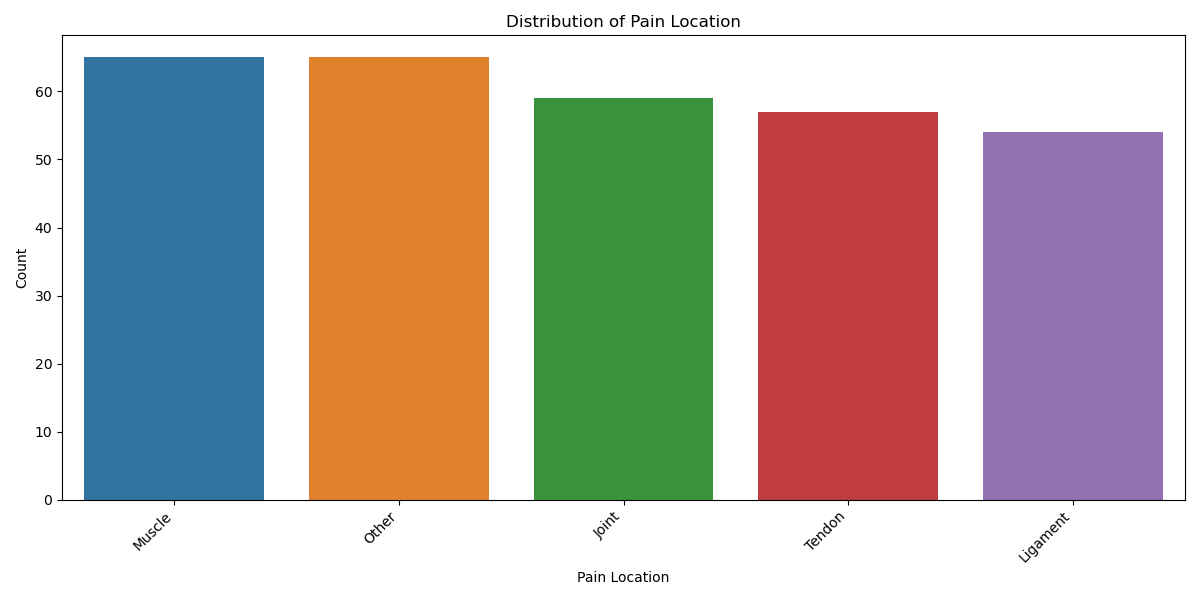 Distribution of Pain Location
Count
60
50
40
30
20
10
0
Muscle
Other
Joint
Tendon
Ligament
Pain Location